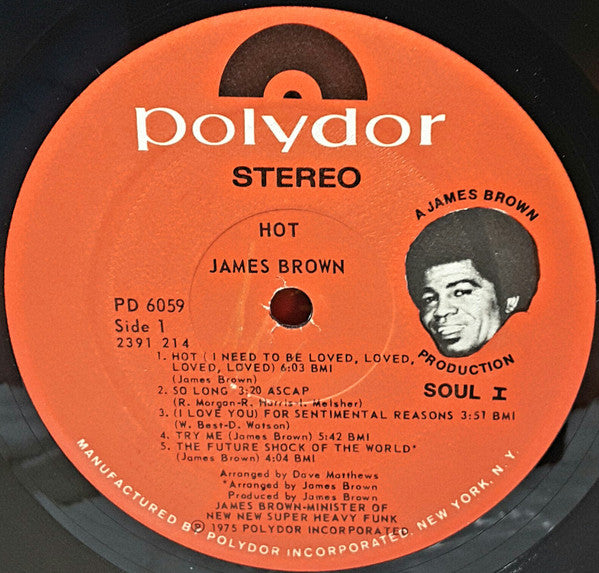 polydor
STEREO
HOT
JAMES BROWN
A JAMES BROWN
PRODUCTION
SOUL I
PD 6059
Side 1
2391 214
1. HOT ( I NEED TO BE LOVED, LOVED,
LOVED, LOVED) 6:03 BMI
(James Brown)
2. SO LONG 3:20 ASCAP
(R. Morgan-R. Harris-I. Melsher)
3. (I LOVE YOU) FOR SENTIMENTAL REASONS 3:51 BMI
(W. Best-D. Watson)
4. TRY ME (James Brown) 5:42 BMI
5. THE FUTURE SHOCK OF THE WORLD*
(James Brown) 4:04 BMI
Arranged by Dave Matthews
*Arranged by James Brown
Produced by James Brown
JAMES BROWN-MINISTER OF
NEW NEW SUPER HEAVY FUNK
℗ 1975 POLYDOR INCORPORATED
MANUFACTURED BY POLYDOR INCORPORATED, NEW YORK, N. Y.